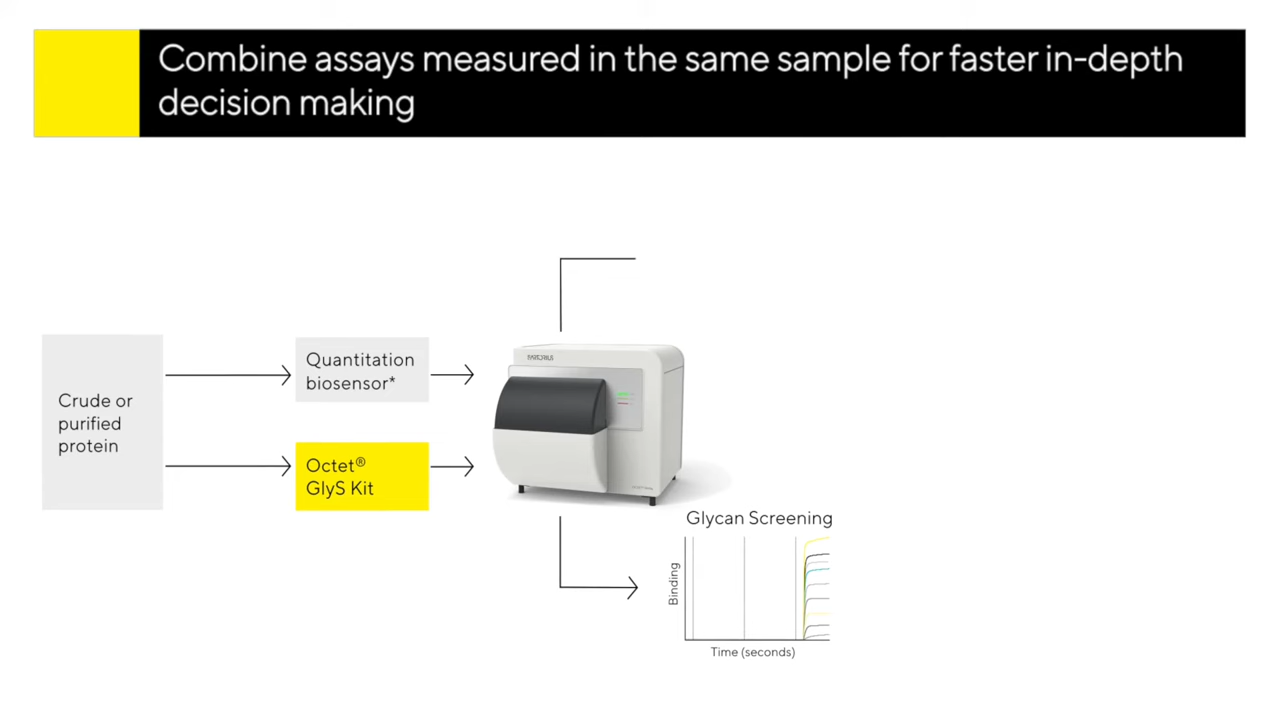 Combine assays measured in the same sample for faster in-depth
decision making
Crude or
purified
protein
Quantitation
biosensor*
Octet®
GlyS Kit
SARTORIUS
Glycan Screening
Binding
Time (seconds)